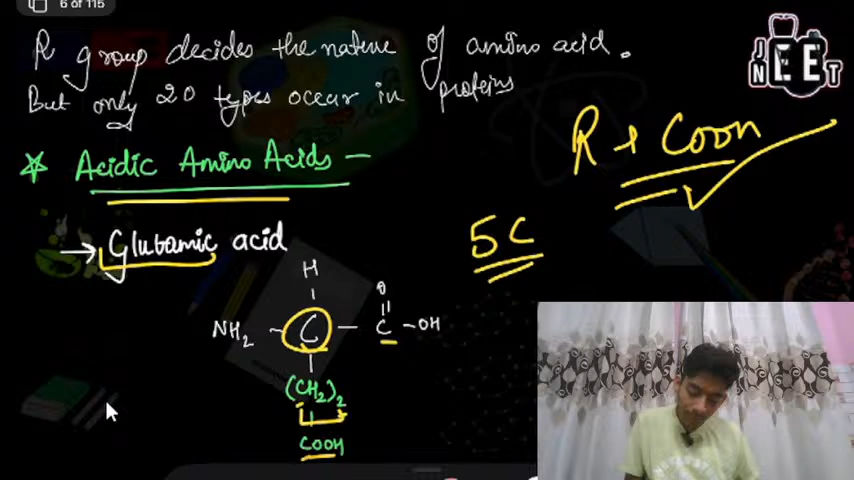 6 of 115
R group decides the nature of amino acid.
But only 20 types occur in proteins
JN NEET
R + COOH
☆ Acidic Amino Acids —
→ Glutamic acid
5C
H
O
NH2 - C - C - OH
(CH2)2
COOH